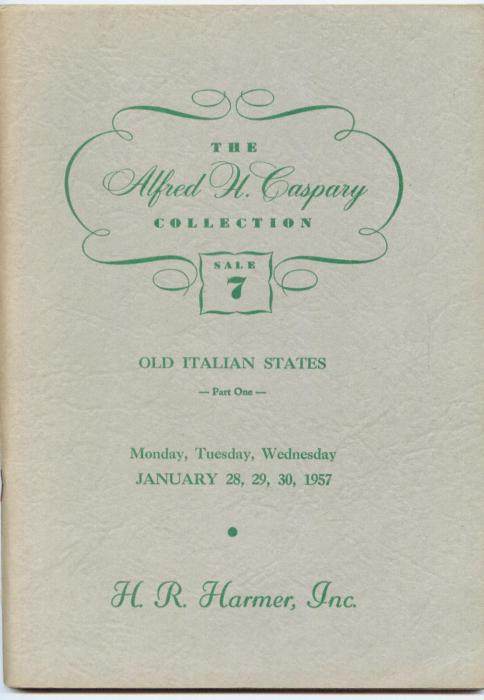 THE
Alfred H. Caspary
COLLECTION
SALE
7
OLD ITALIAN STATES
— Part One —
Monday, Tuesday, Wednesday
JANUARY 28, 29, 30, 1957
H. R. Harmer, Inc.